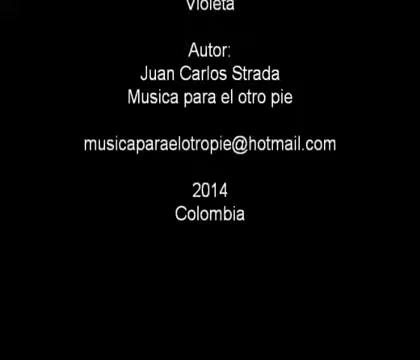 Violeta
Autor:
Juan Carlos Strada
Musica para el otro pie
musicaparaelotropie@hotmail.com
2014
Colombia